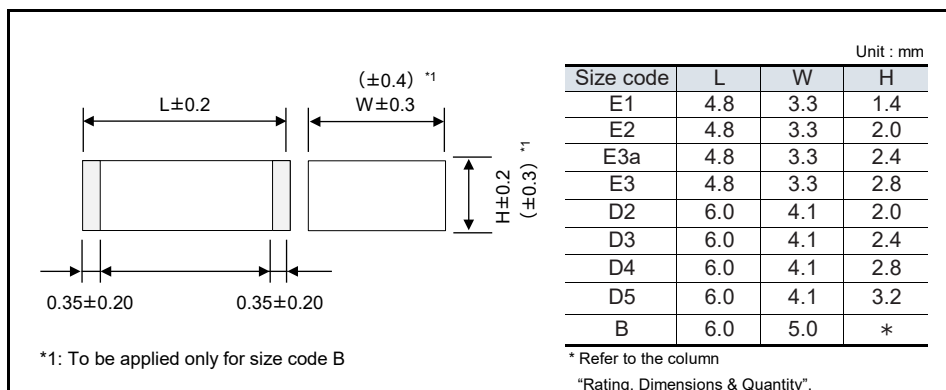 (±0.4) *1
L±0.2
W±0.3
H±0.2
(±0.3) *1
0.35±0.20
0.35±0.20
*1: To be applied only for size code B
Unit : mm
Size code L W H
E1 4.8 3.3 1.4
E2 4.8 3.3 2.0
E3a 4.8 3.3 2.4
E3 4.8 3.3 2.8
D2 6.0 4.1 2.0
D3 6.0 4.1 2.4
D4 6.0 4.1 2.8
D5 6.0 4.1 3.2
B 6.0 5.0 *
* Refer to the column
“Rating, Dimensions & Quantity”.